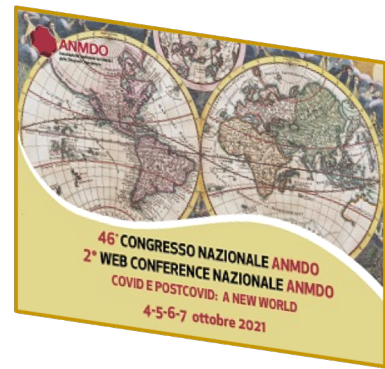 ANMDO
46° CONGRESSO NAZIONALE ANMDO
2° WEB CONFERENCE NAZIONALE ANMDO
COVID E POSTCOVID: A NEW WORLD
4-5-6-7 ottobre 2021